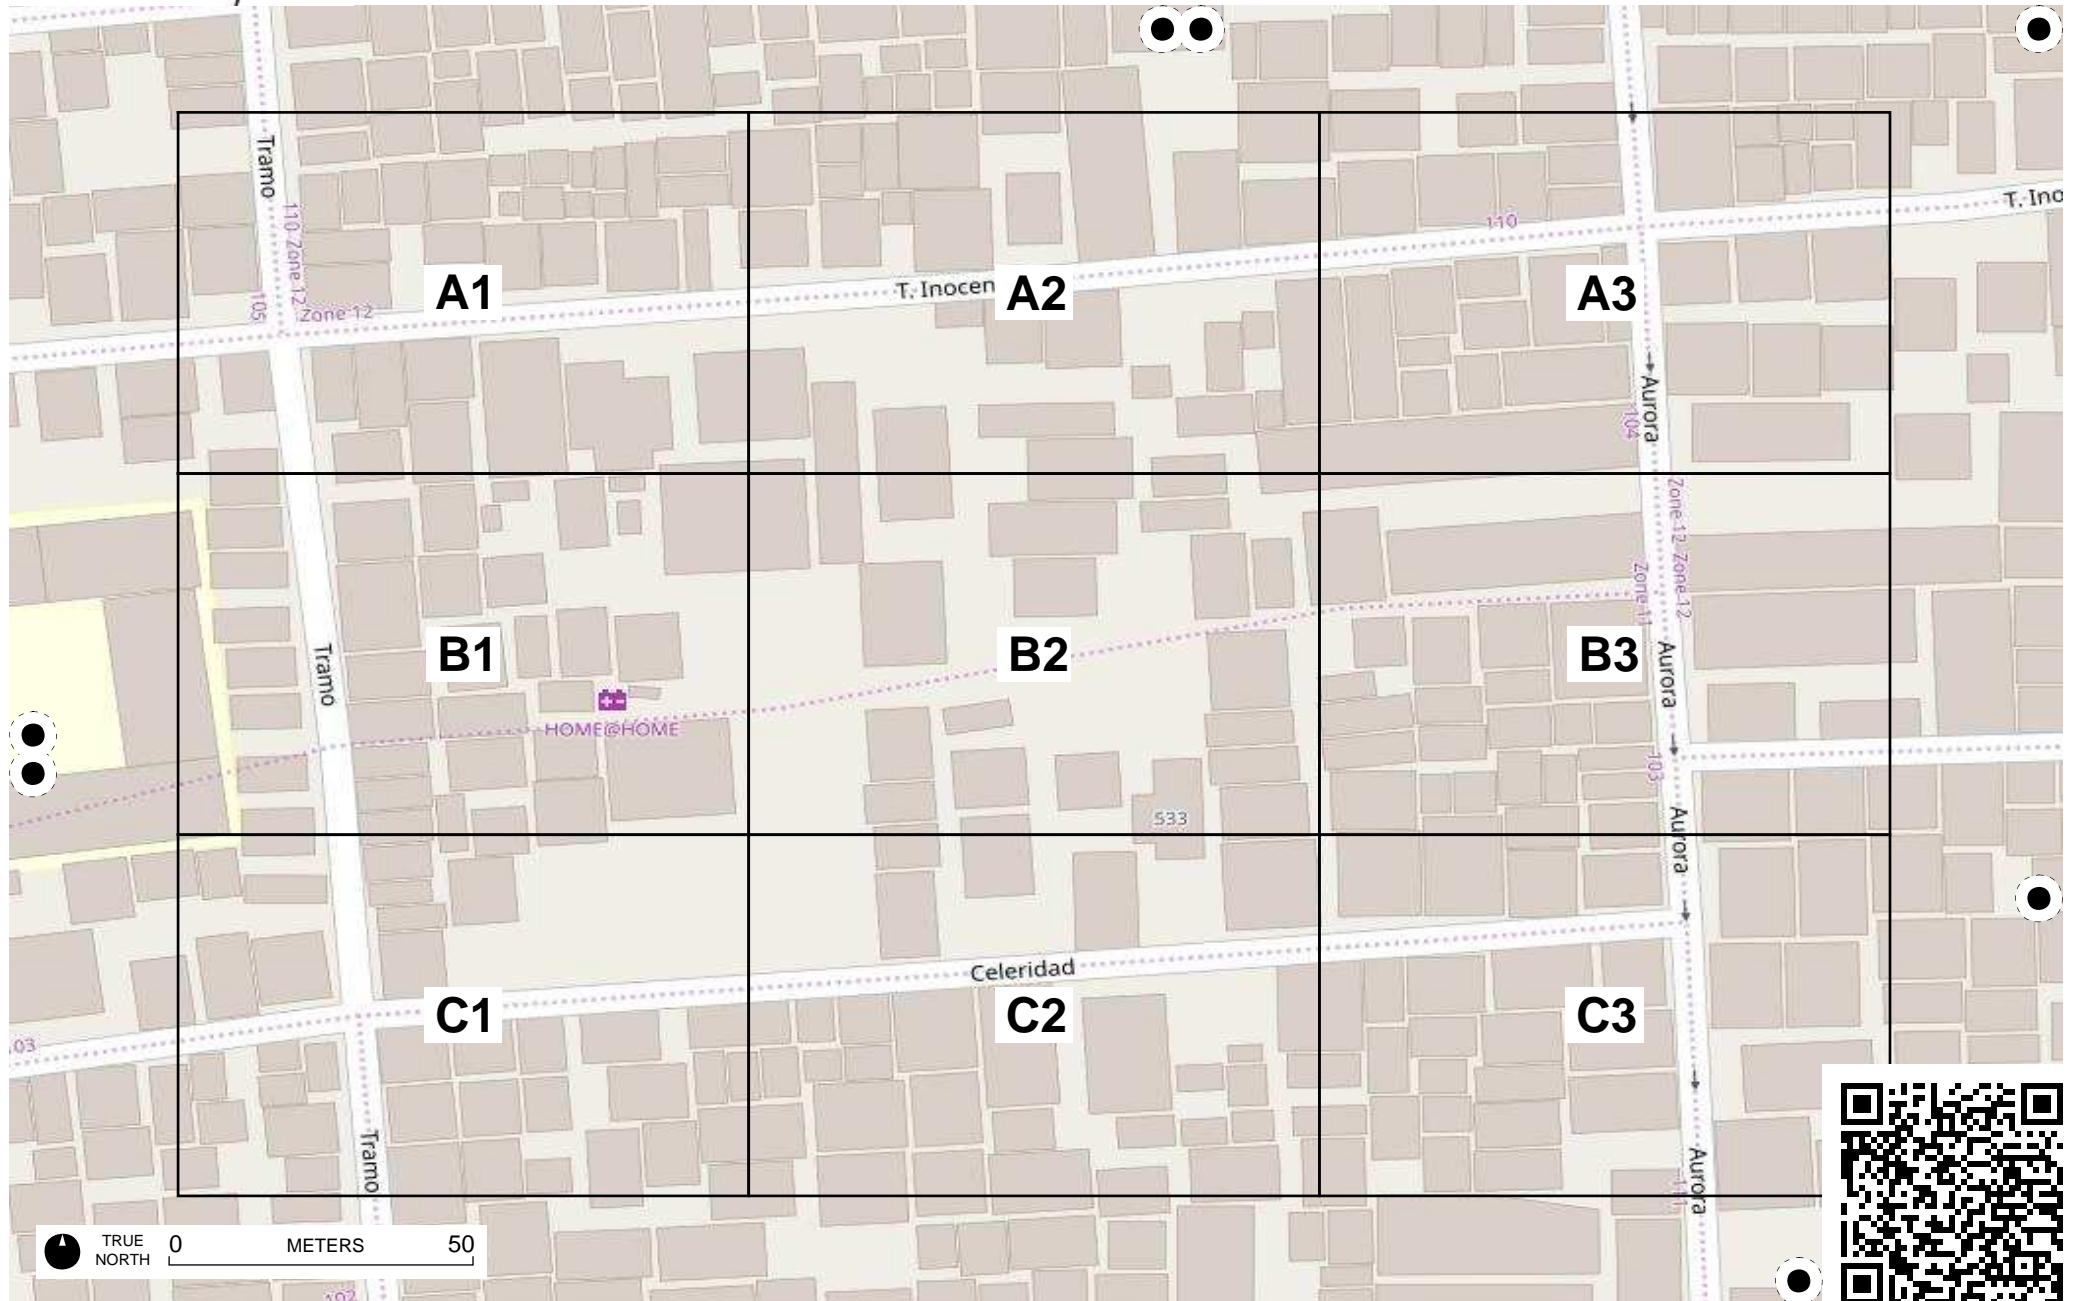 Tramo
110 Zone 12
105
Zone 12
A1
T. Inocen
A2
110
A3
T. Ino
Aurora
104
Zone 12
Zone 12
Zone 11
B1
Tramo
HOME@HOME
B2
533
B3
Aurora
103
Aurora
03
C1
Celeridad
C2
C3
Tramo
Aurora
111
TRUE
NORTH
0 METERS 50
102